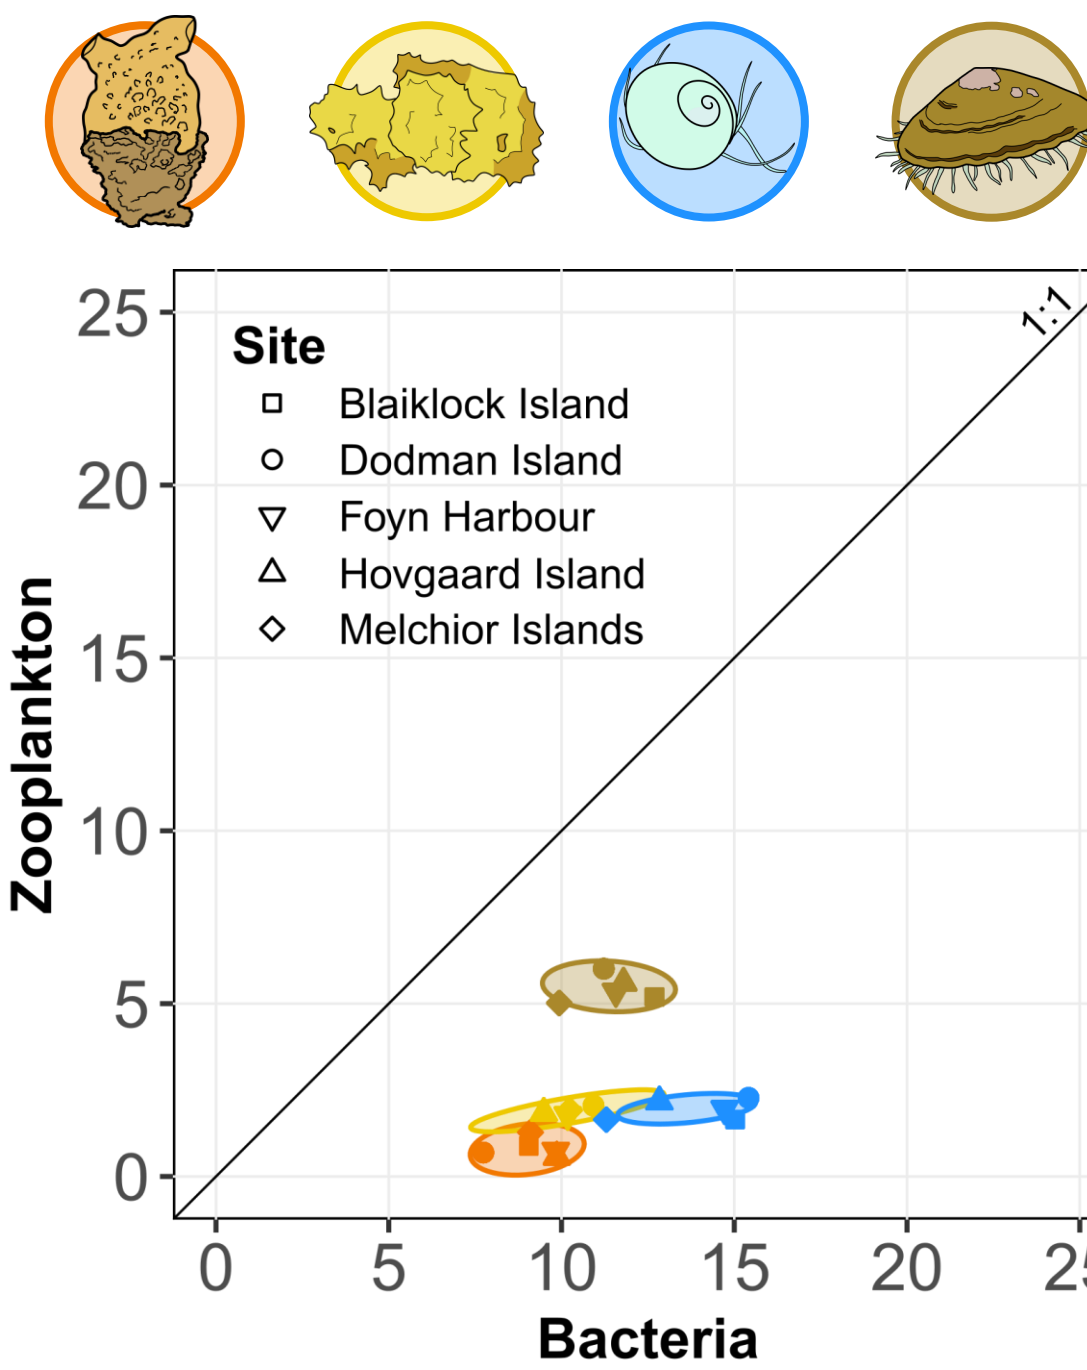 25
1:1
Site
Blaiklock Island
Dodman Island
Foyn Harbour
Hovgaard Island
Melchior Islands
20
15
10
5
0
Zooplankton
0 5 10 15 20
Bacteria